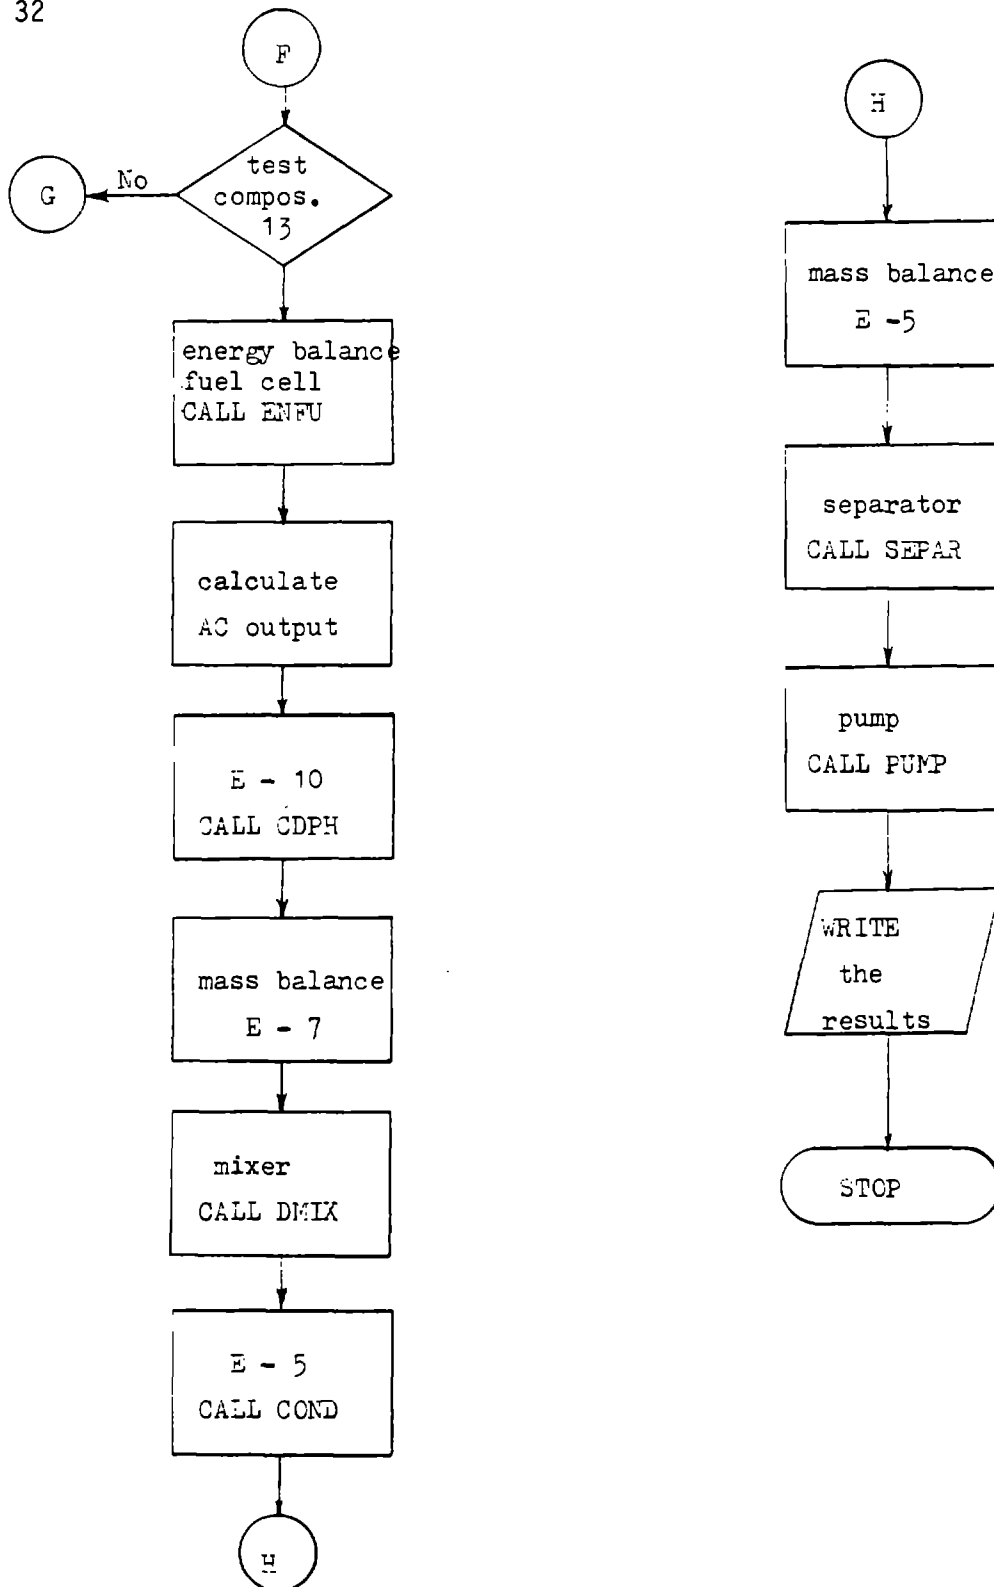 32
F
test
compos.
13
No
G
energy balance
fuel cell
CALL ENFU
calculate
AC output
E - 10
CALL CDPH
mass balance
E - 7
mixer
CALL DMIX
E - 5
CALL COND
H
H
mass balance
E -5
separator
CALL SEPAR
pump
CALL PUMP
WRITE
the
results
STOP